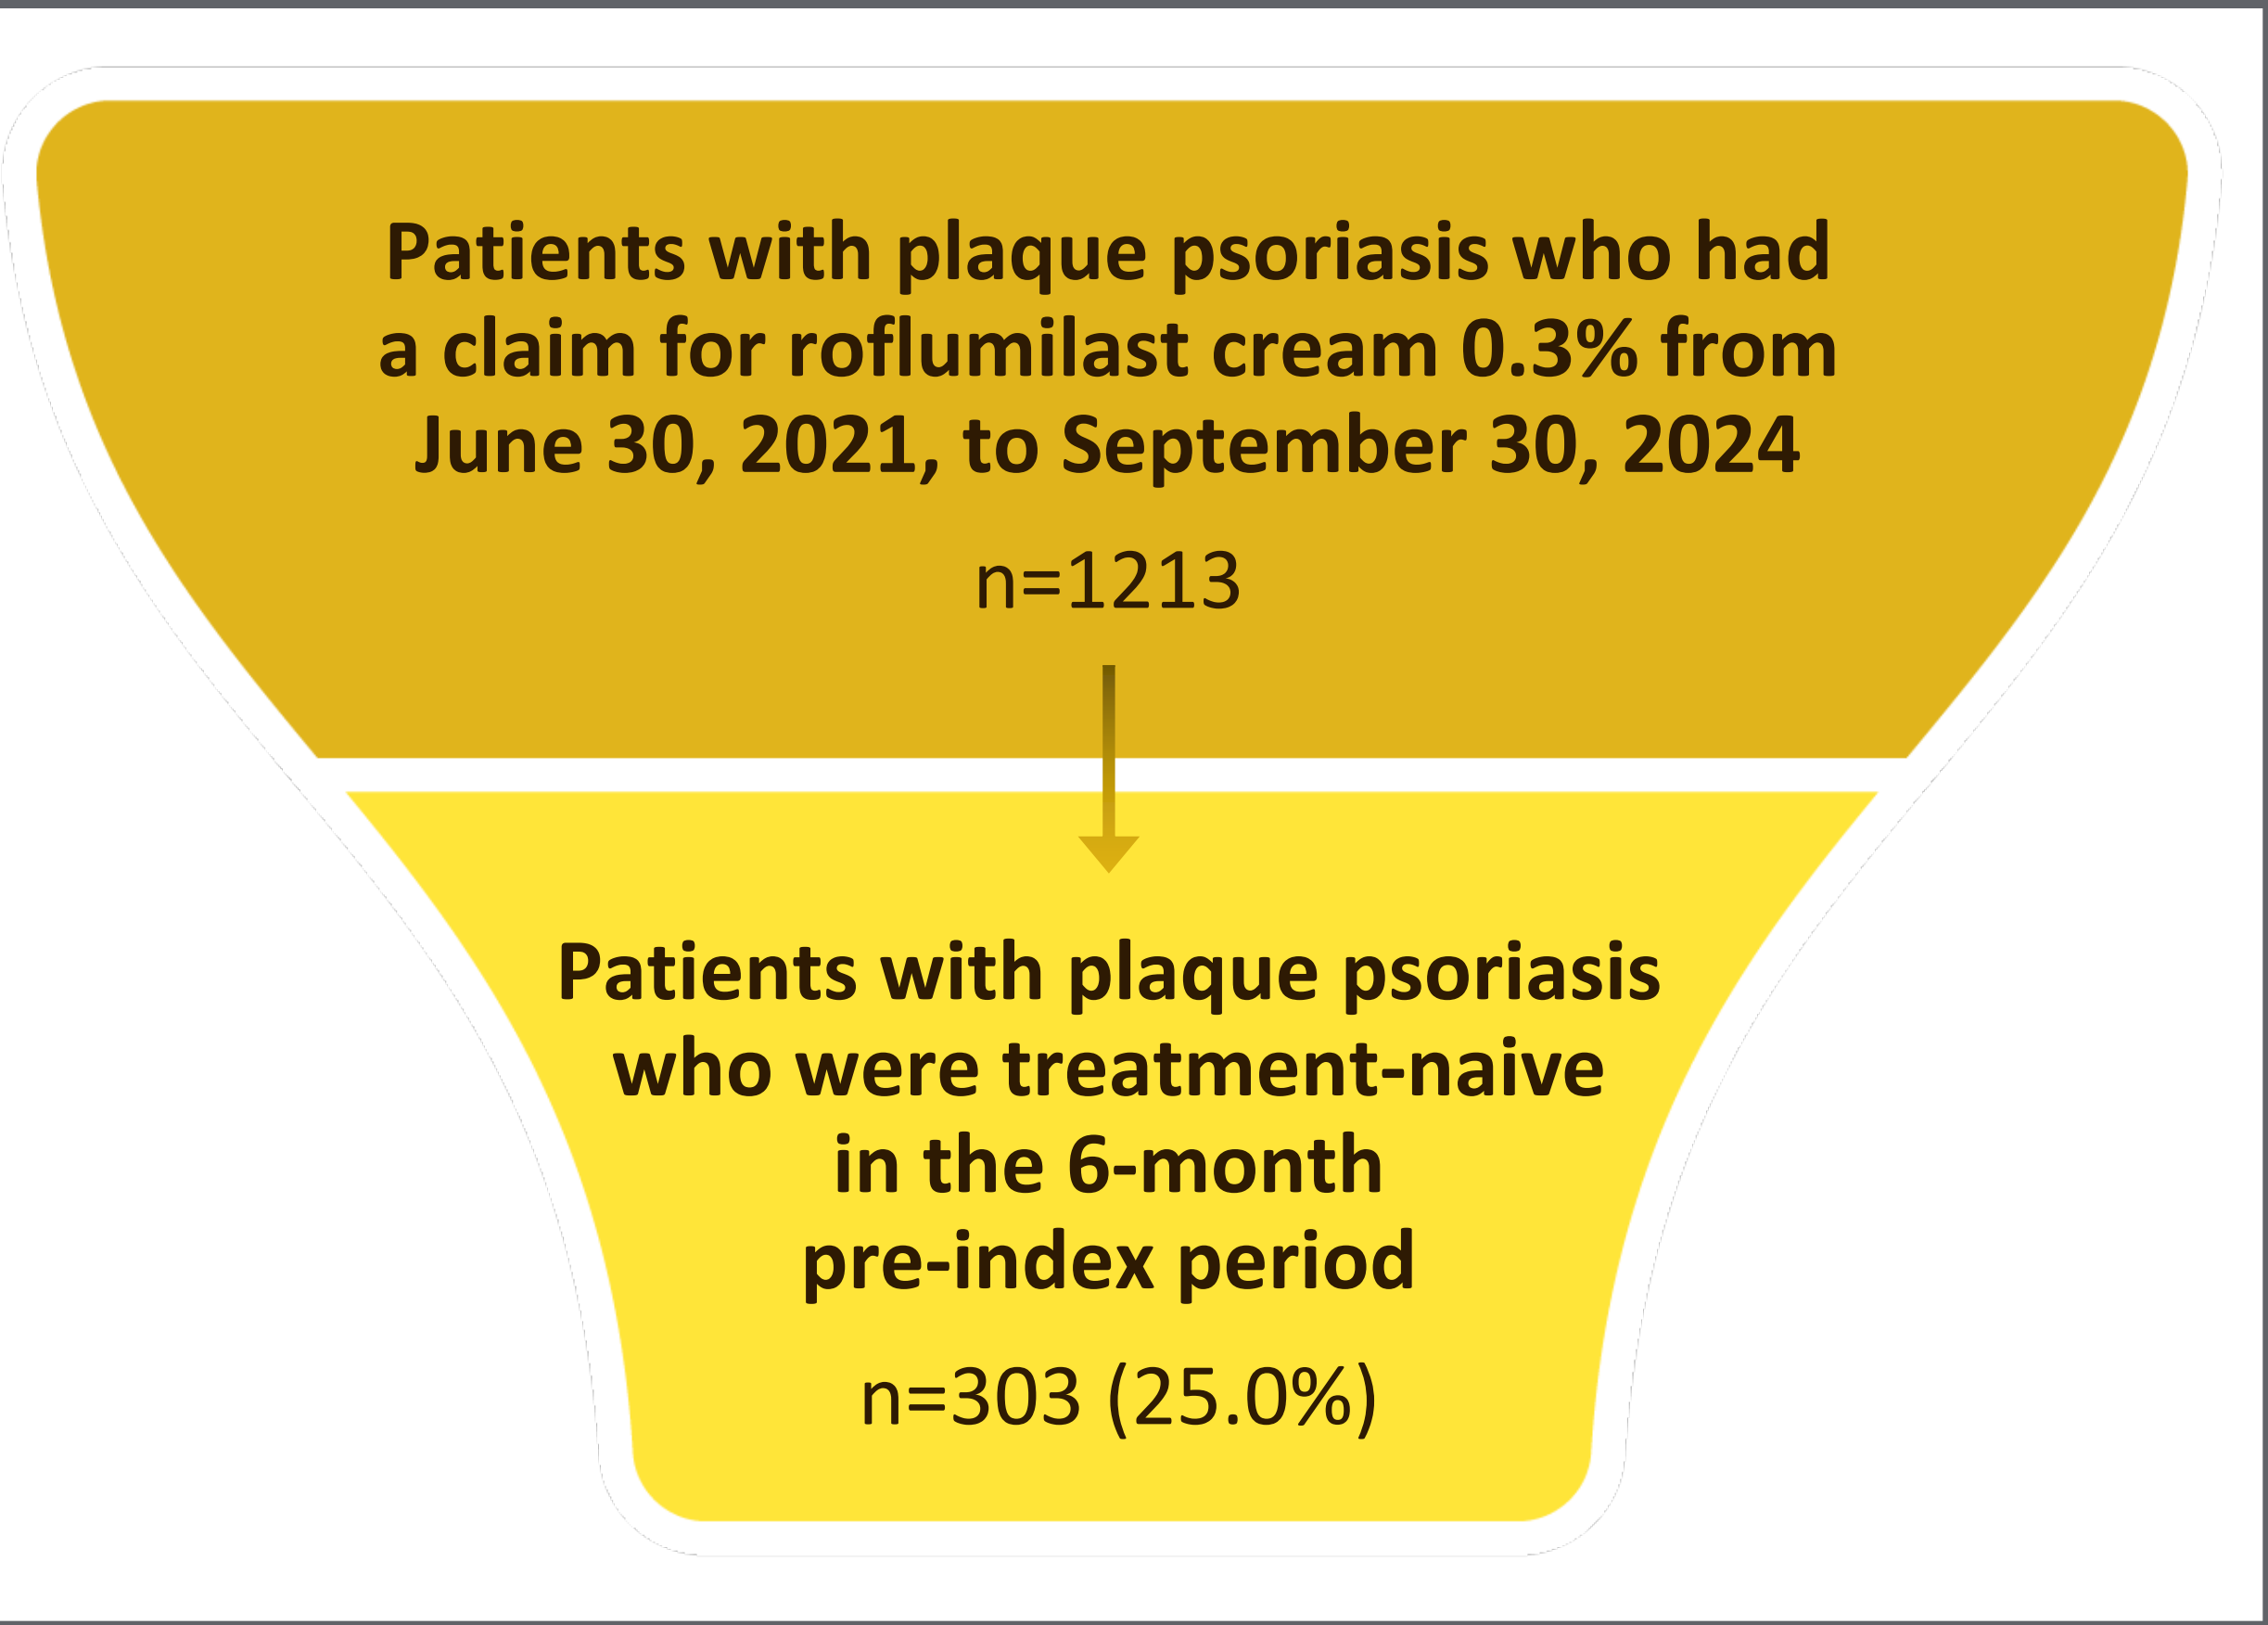 Patients with plaque psoriasis who had
a claim for roflumilast cream 0.3% from
June 30, 2021, to September 30, 2024
n=1213
Patients with plaque psoriasis
who were treatment-naive
in the 6-month
pre-index period
n=303 (25.0%)